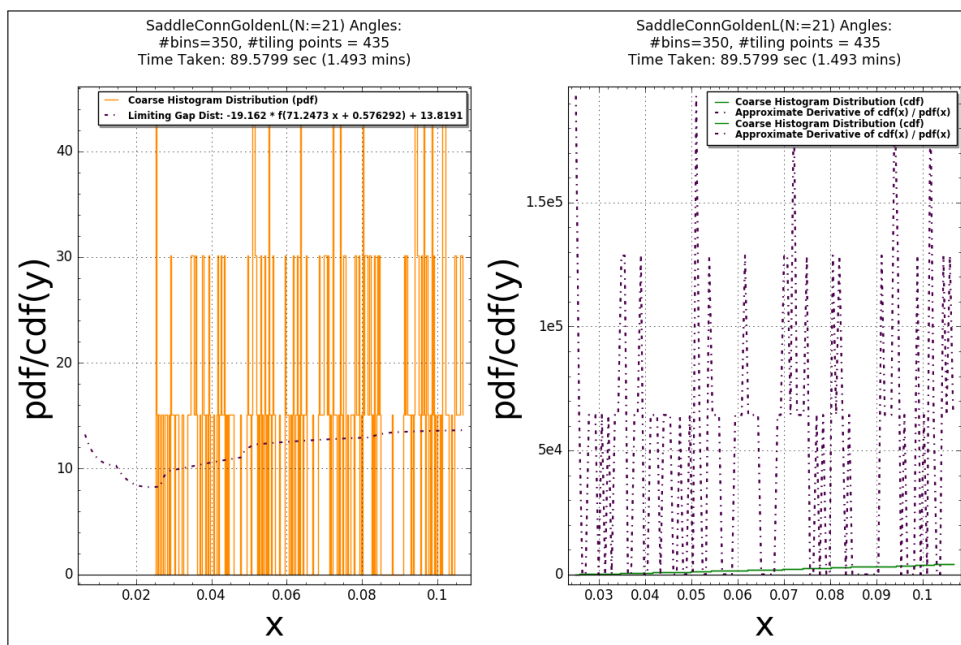 SaddleConnGoldenL(N:=21) Angles:
#bins=350, #tiling points = 435
Time Taken: 89.5799 sec (1.493 mins)
Coarse Histogram Distribution (pdf)
Limiting Gap Dist: -19.162 * f(71.2473 x + 0.576292) + 13.8191
pdf/cdf(y)
40
30
20
10
0
0.02
0.04
0.06
0.08
0.1
x
SaddleConnGoldenL(N:=21) Angles:
#bins=350, #tiling points = 435
Time Taken: 89.5799 sec (1.493 mins)
Coarse Histogram Distribution (cdf)
Approximate Derivative of cdf(x) / pdf(x)
Coarse Histogram Distribution (cdf)
Approximate Derivative of cdf(x) / pdf(x)
pdf/cdf(y)
1.5e5
1e5
5e4
0
0.03
0.04
0.05
0.06
0.07
0.08
0.09
0.1
x